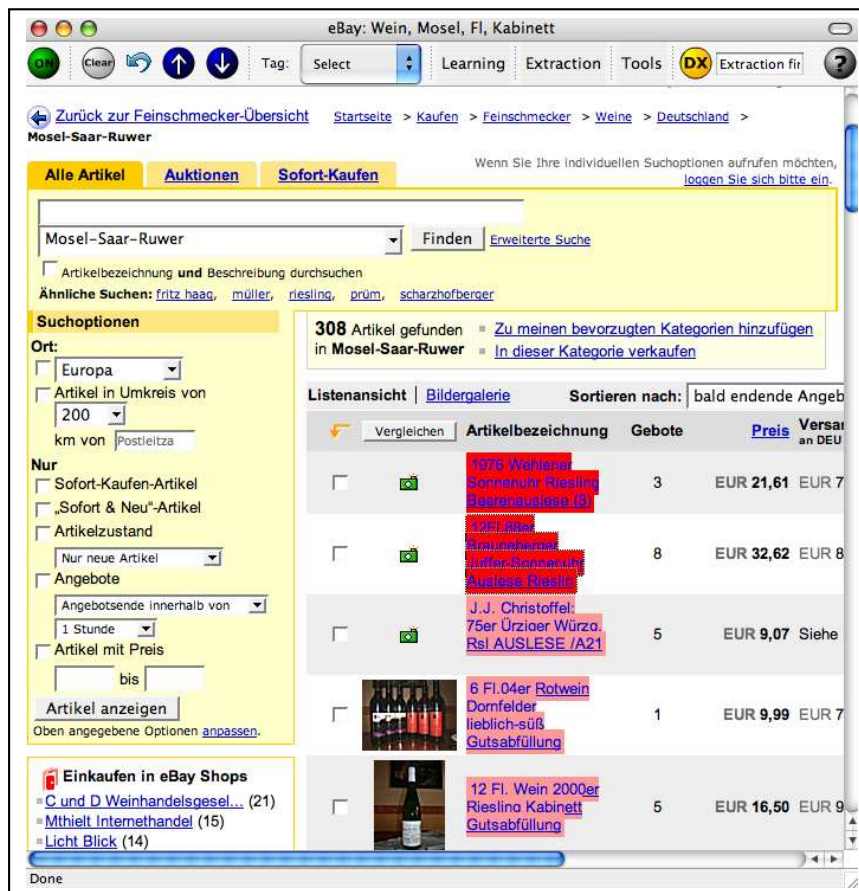 eBay: Wein, Mosel, Fl, Kabinett
ON Clear Tag: Select Learning Extraction Tools DX Extraction fir ?
Zurück zur Feinschmecker-Übersicht Startseite > Kaufen > Feinschmecker > Weine > Deutschland >
Mosel-Saar-Ruwer
Wenn Sie Ihre individuellen Suchoptionen aufrufen möchten,
Alle Artikel Auktionen Sofort-Kaufen loggen Sie sich bitte ein.
Mosel-Saar-Ruwer Finden Erweiterte Suche
Artikelbezeichnung und Beschreibung durchsuchen
Ähnliche Suchen: fritz haag, müller, riesling, prüm, scharzhofberger
Suchoptionen
Ort:
Europa
Artikel in Umkreis von
200
km von Postleitza
Nur
Sofort-Kaufen-Artikel
„Sofort & Neu"-Artikel
Artikelzustand
Nur neue Artikel
Angebote
Angebotsende innerhalb von
1 Stunde
Artikel mit Preis
bis
Artikel anzeigen
Oben angegebene Optionen anpassen.
Einkaufen in eBay Shops
C und D Weinhandelsgesel... (21)
Mthielt Internethandel (15)
Licht Blick (14)
308 Artikel gefunden Zu meinen bevorzugten Kategorien hinzufügen
in Mosel-Saar-Ruwer In dieser Kategorie verkaufen
Listenansicht | Bildergalerie Sortieren nach: bald endende Angeb
Vergleichen Artikelbezeichnung Gebote Preis Versar
an DEU
1976 Wehlener
Sonnenuhr Riesling 3 EUR 21,61 EUR 7
Beerenauslese (3)
12Fl.88er
Brauneberger
Juffer-Sonnenuhr 8 EUR 32,62 EUR 8
Auslese Rieslin
J.J. Christoffel:
75er Ürziger Würzg. 5 EUR 9,07 Siehe
Rsl AUSLESE /A21
6 Fl.04er Rotwein
Dornfelder 1 EUR 9,99 EUR 7
lieblich-süß
Gutsabfüllung
12 Fl. Wein 2000er
Riesling Kabinett 5 EUR 16,50 EUR 9
Gutsabfüllung
Done